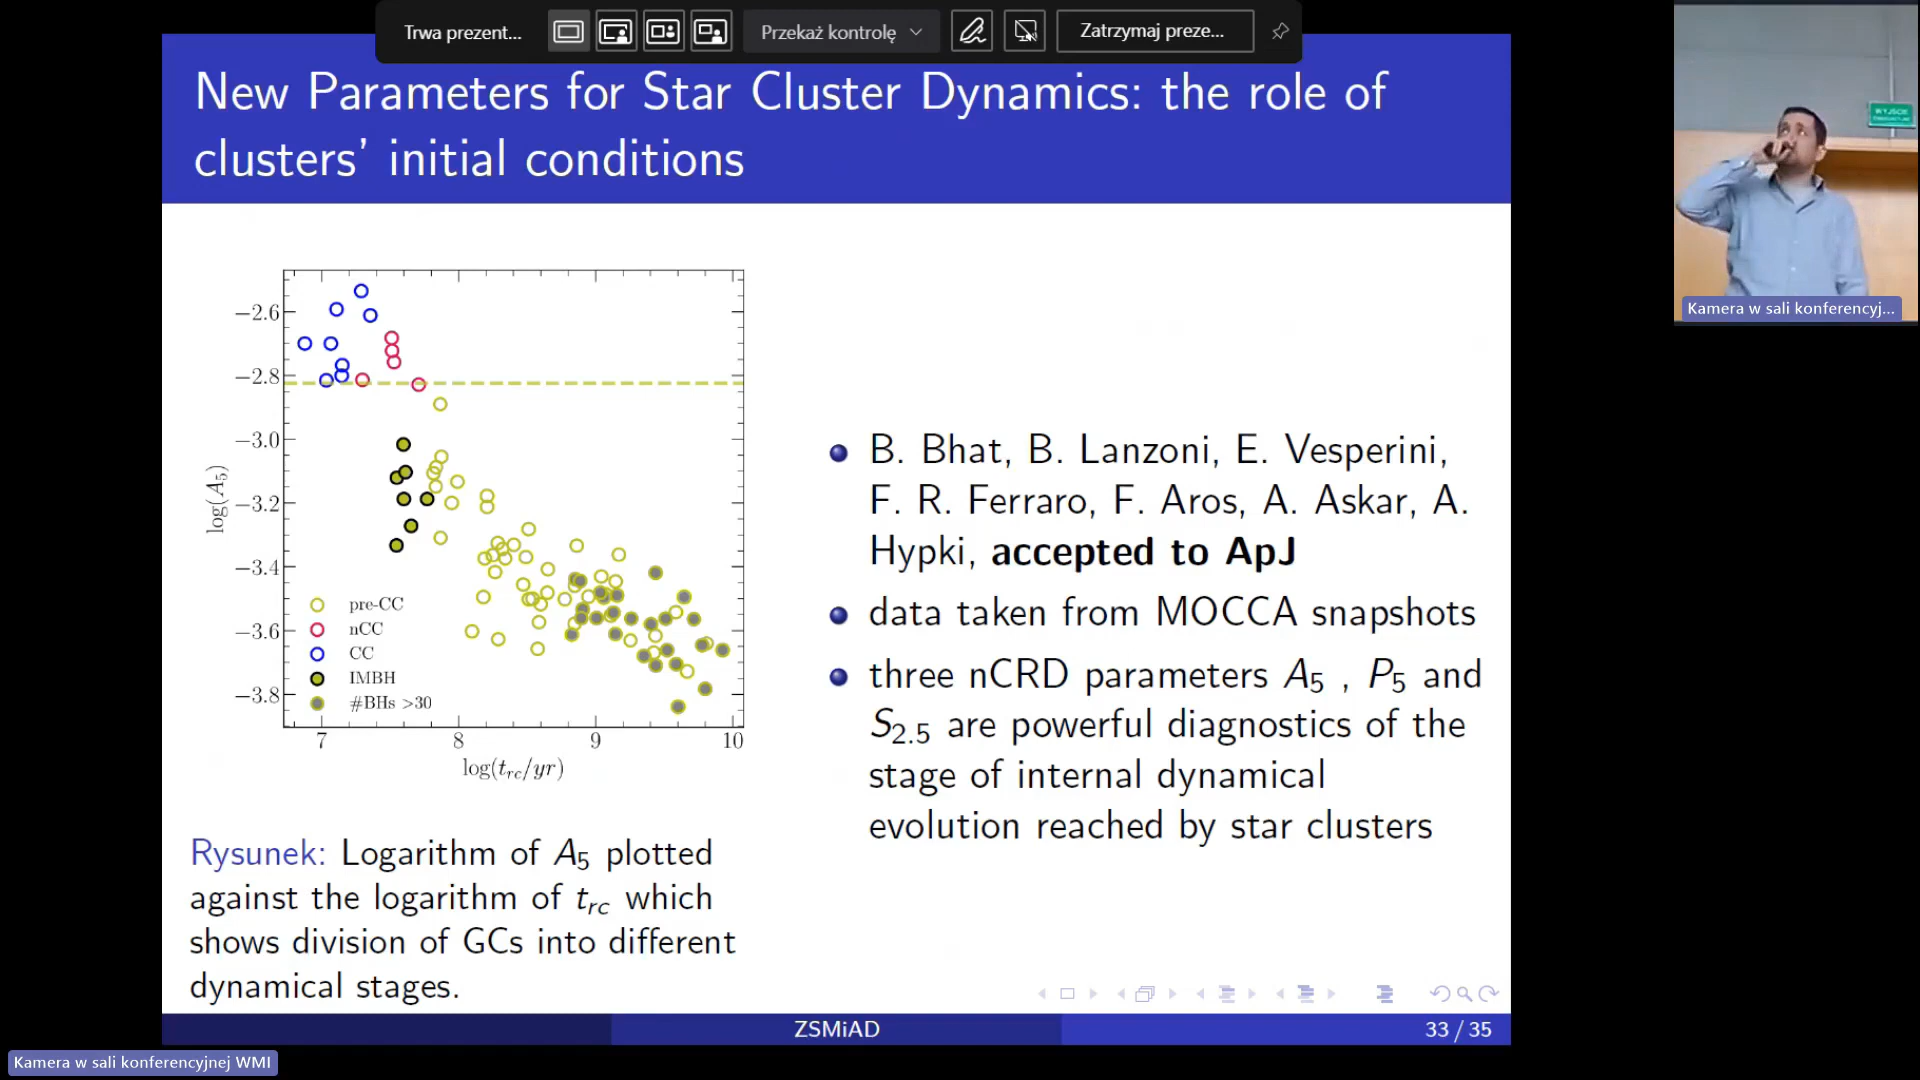 Trwa prezent...
Przekaż kontrolę
Zatrzymaj preze...
New Parameters for Star Cluster Dynamics: the role of
clusters' initial conditions
−2.6
−2.8
−3.0
−3.2
−3.4
−3.6
−3.8
log(A5)
pre-CC
nCC
CC
IMBH
#BHs >30
7
8
9
10
log(trc/yr)
Rysunek: Logarithm of A5 plotted
against the logarithm of trc which
shows division of GCs into different
dynamical stages.
B. Bhat, B. Lanzoni, E. Vesperini,
F. R. Ferraro, F. Aros, A. Askar, A.
Hypki, accepted to ApJ
data taken from MOCCA snapshots
three nCRD parameters A5 , P5 and
S2.5 are powerful diagnostics of the
stage of internal dynamical
evolution reached by star clusters
ZSMiAD
33 / 35
WYJŚCIE
Kamera w sali konferencyj...
Kamera w sali konferencyjnej WMI